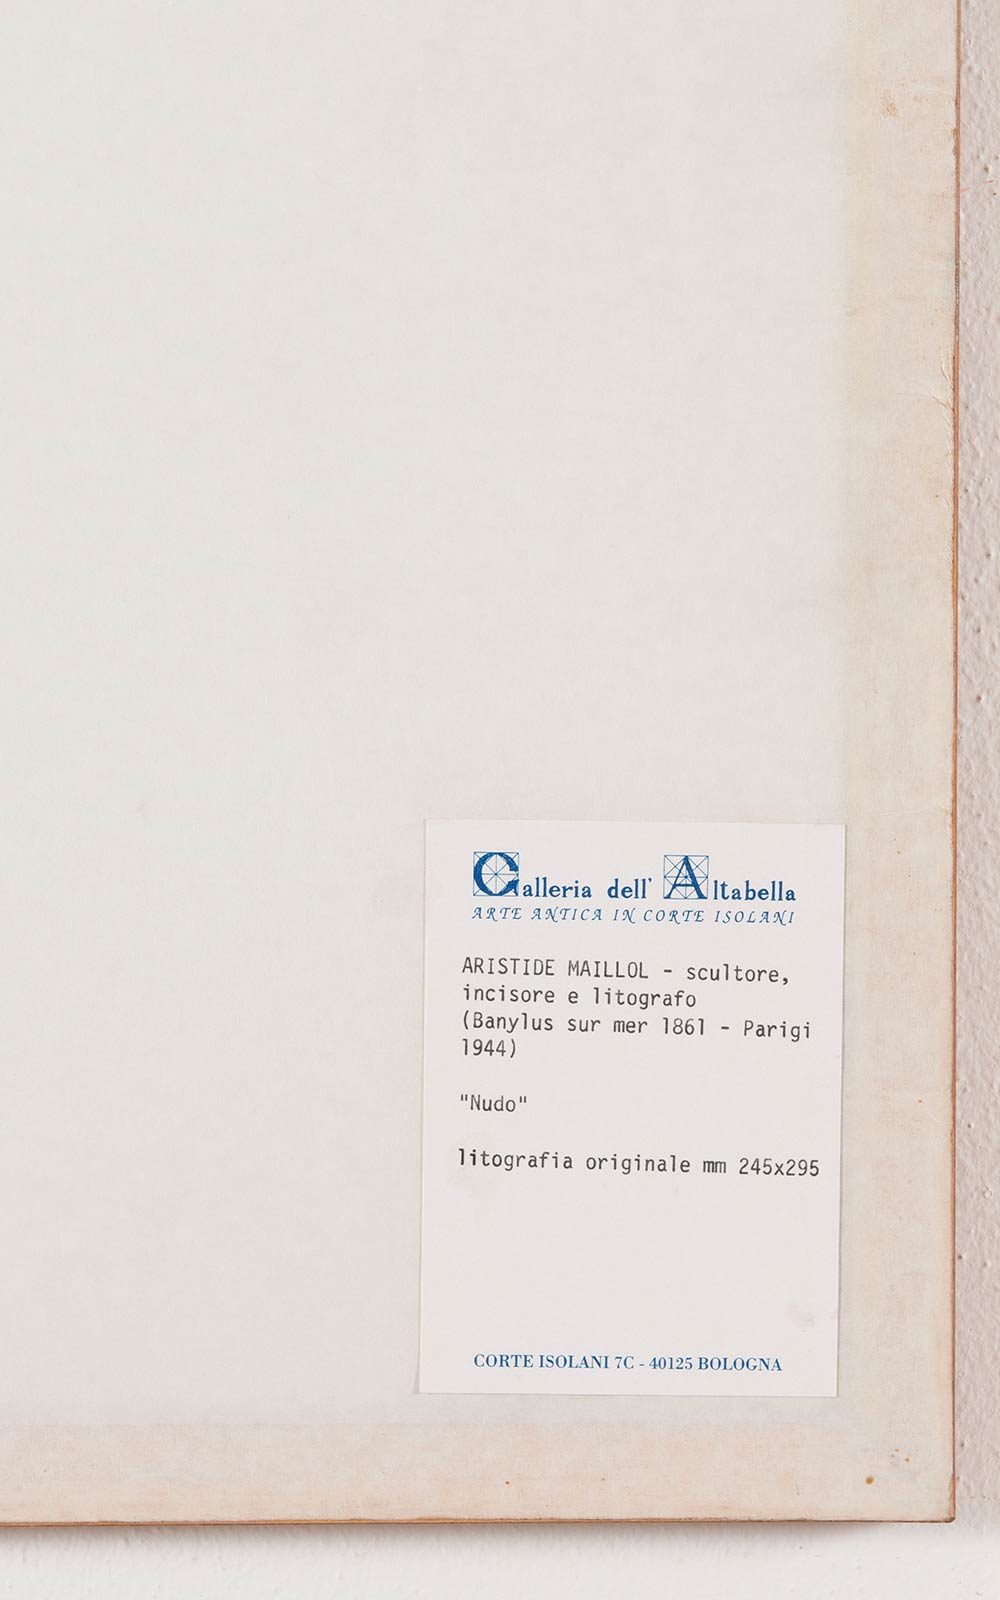 Galleria dell' Altabella
ARTE ANTICA IN CORTE ISOLANI
ARISTIDE MAILLOL - scultore,
incisore e litografo
(Banylus sur mer 1861 - Parigi
1944)
"Nudo"
litografia originale mm 245x295
CORTE ISOLANI 7C - 40125 BOLOGNA